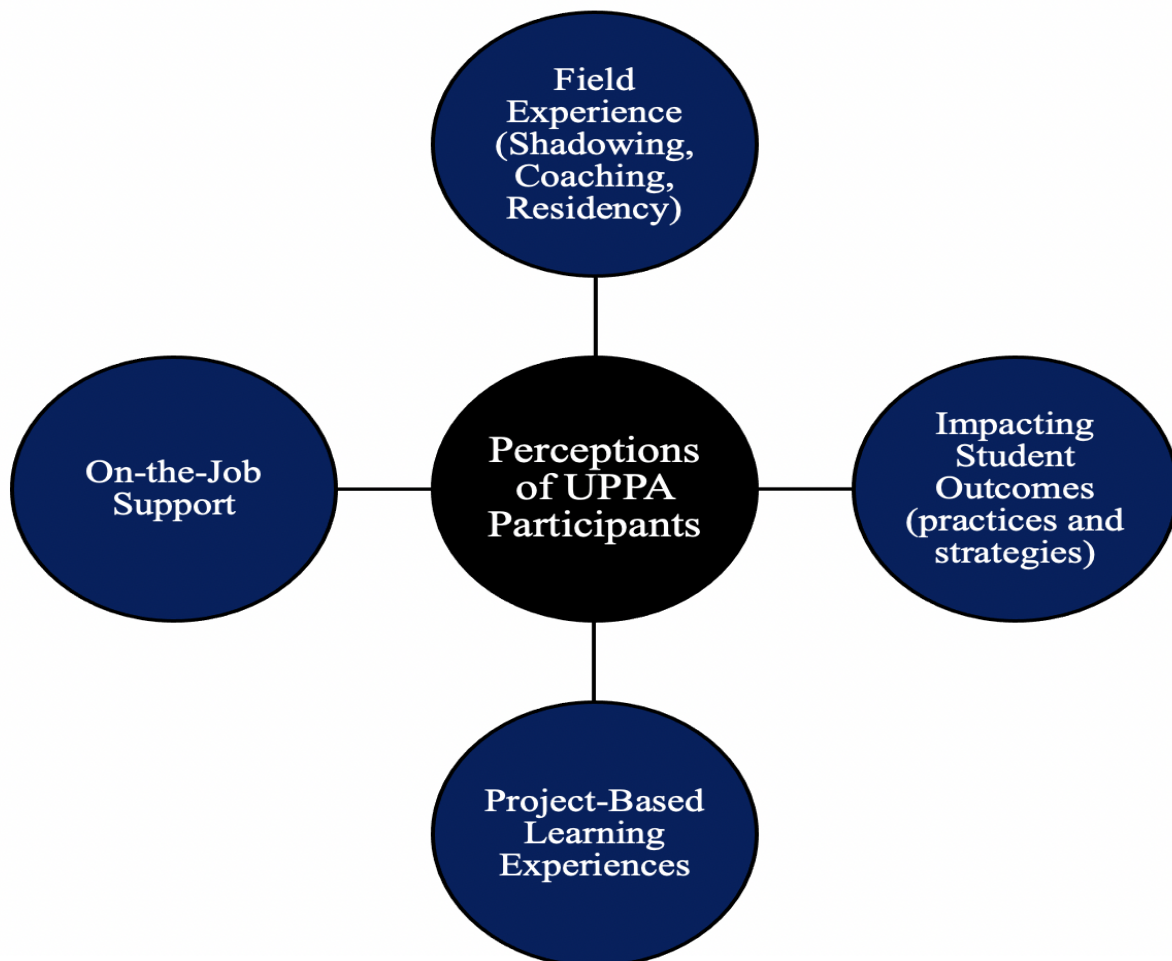 Field
Experience
(Shadowing,
Coaching,
Residency)
On-the-Job
Support
Perceptions
of UPPA
Participants
Impacting
Student
Outcomes
(practices and
strategies)
Project-Based
Learning
Experiences